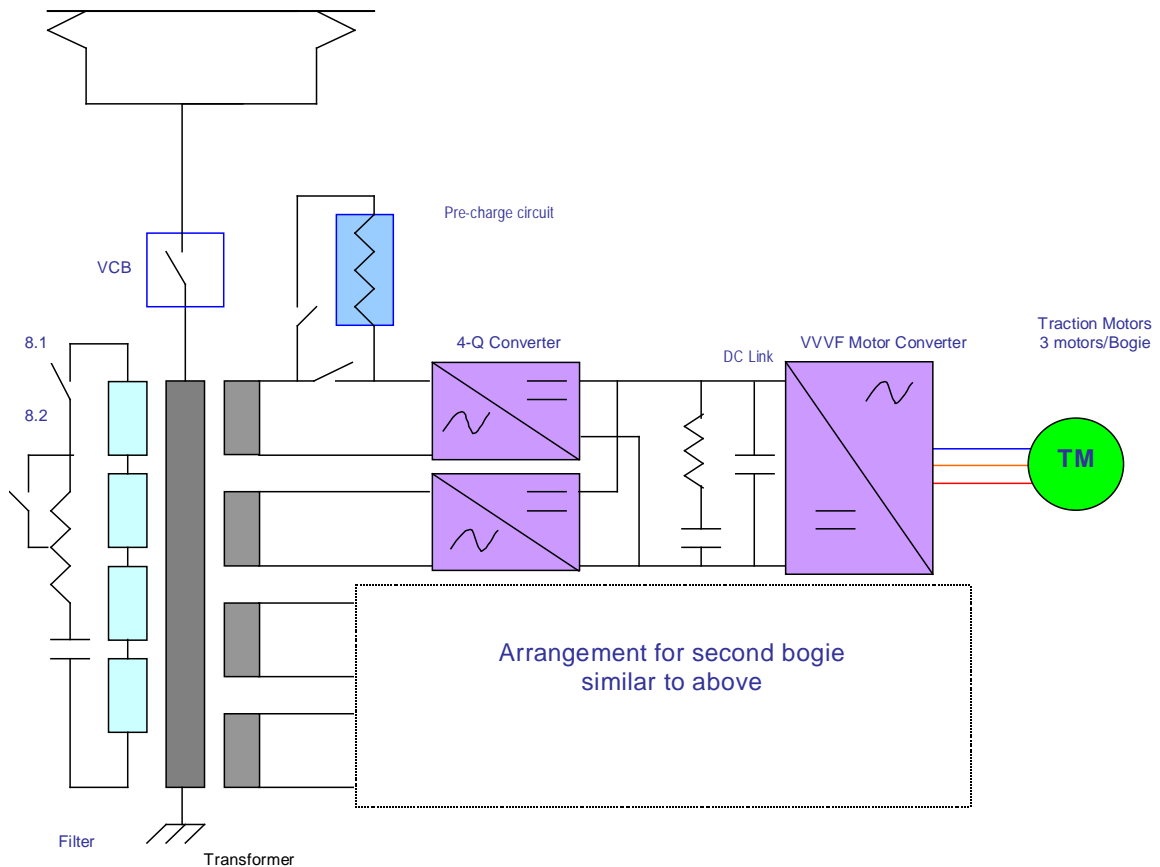 Pre-charge circuit
VCB
8.1
8.2
4-Q Converter
DC Link
VVVF Motor Converter
Traction Motors
3 motors/Bogie
TM
Arrangement for second bogie
similar to above
Filter
Transformer